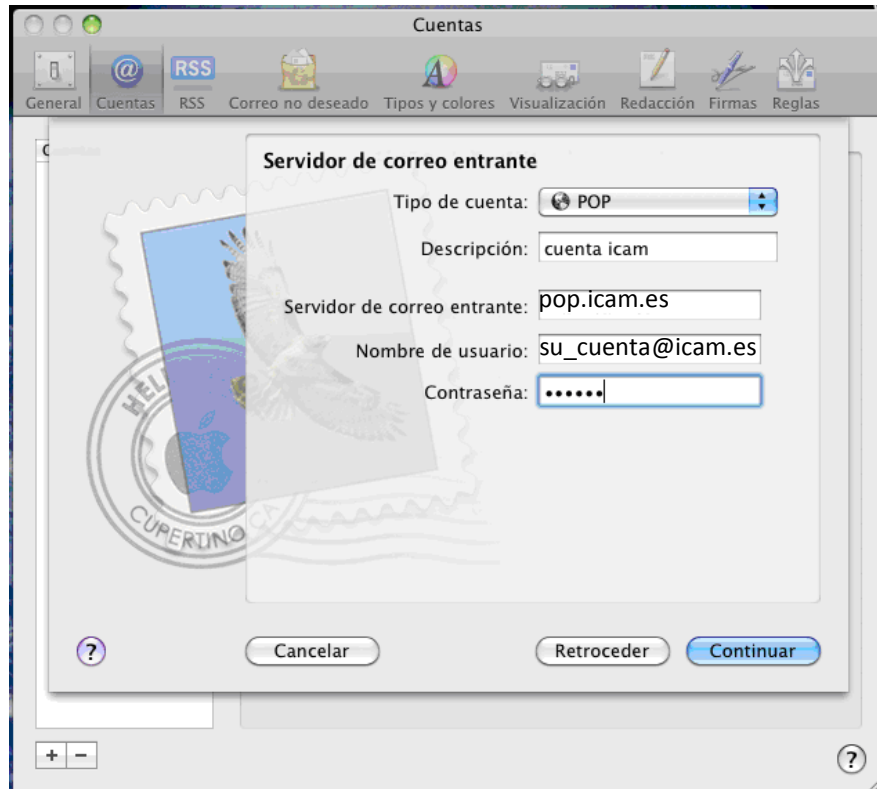 Cuentas
RSS
General Cuentas RSS Correo no deseado Tipos y colores Visualización Redacción Firmas Reglas
Servidor de correo entrante
Tipo de cuenta: POP
Descripción: cuenta icam
Servidor de correo entrante: pop.icam.es
Nombre de usuario: su_cuenta@icam.es
Contraseña: ••••••
CUPERTINO CA
? Cancelar Retroceder Continuar
+ − ?